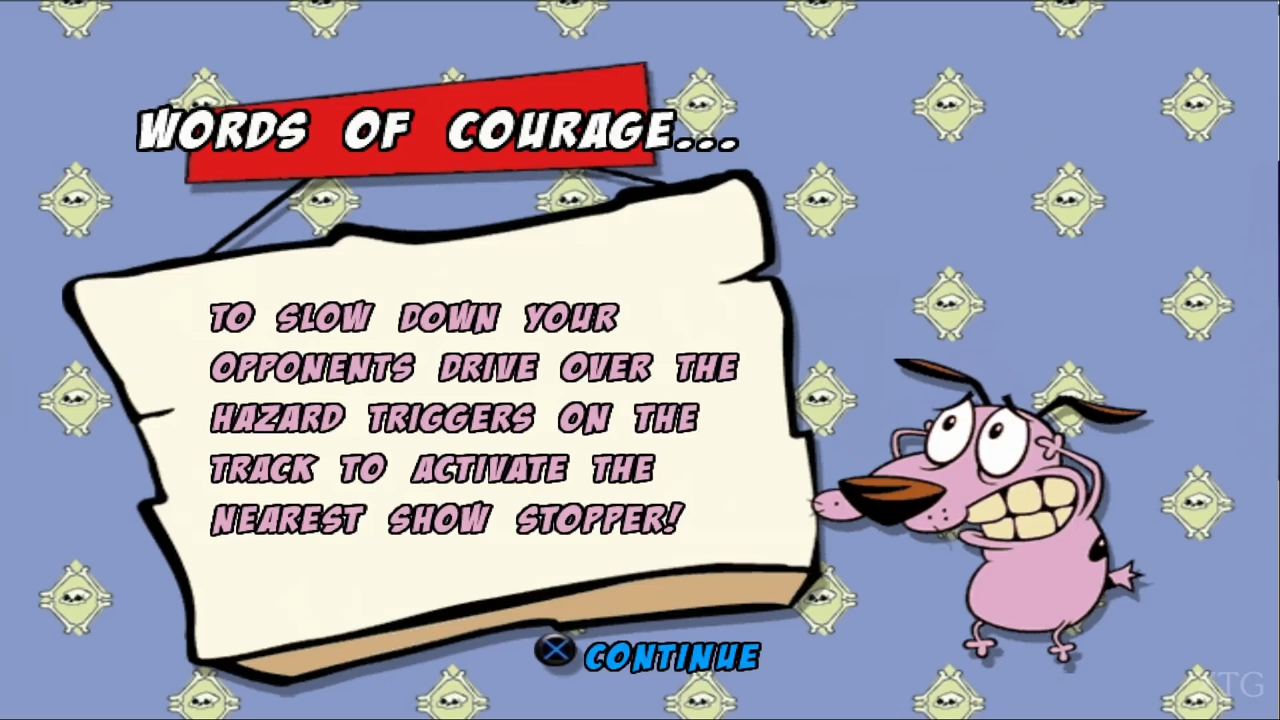 WORDS OF COURAGE...
TO SLOW DOWN YOUR
OPPONENTS DRIVE OVER THE
HAZARD TRIGGERS ON THE
TRACK TO ACTIVATE THE
NEAREST SHOW STOPPER!
CONTINUE
TG